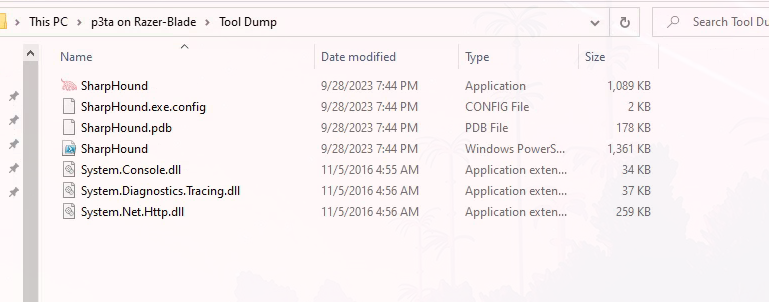 This PC > p3ta on Razer-Blade > Tool Dump
Search Tool Du
Name Date modified Type Size
SharpHound 9/28/2023 7:44 PM Application 1,089 KB
SharpHound.exe.config 9/28/2023 7:44 PM CONFIG File 2 KB
SharpHound.pdb 9/28/2023 7:44 PM PDB File 178 KB
SharpHound 9/28/2023 7:44 PM Windows PowerS... 1,361 KB
System.Console.dll 11/5/2016 4:55 AM Application exten... 34 KB
System.Diagnostics.Tracing.dll 11/5/2016 4:56 AM Application exten... 37 KB
System.Net.Http.dll 11/5/2016 4:56 AM Application exten... 259 KB